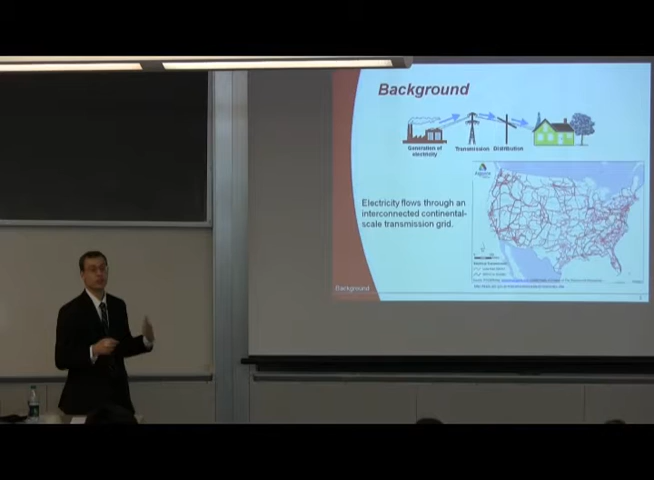 Background
Generation of
electricity
Transmission
Distribution
Electricity flows through an
interconnected continental-
scale transmission grid.
Background